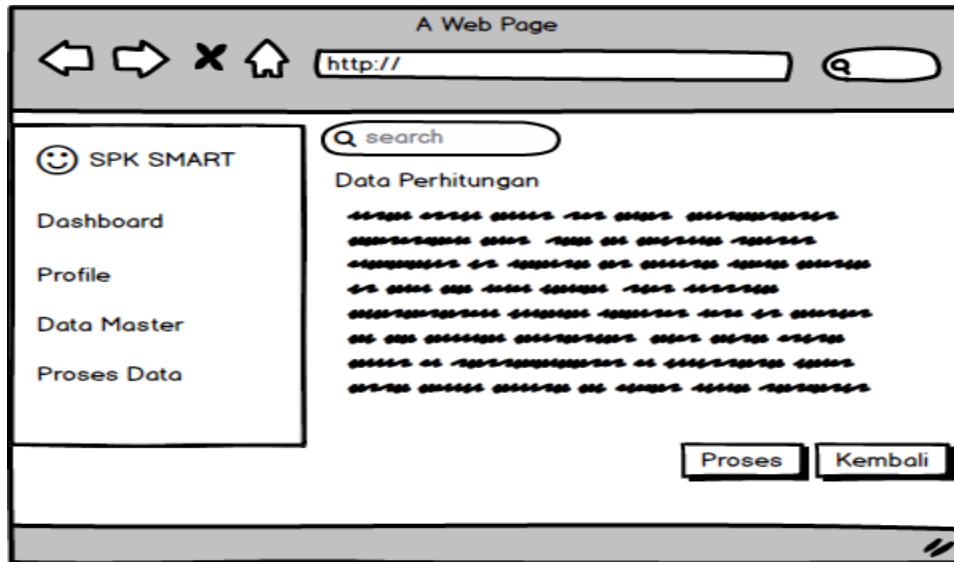 A Web Page
http://
SPK SMART
Dashboard
Profile
Data Master
Proses Data
search
Data Perhitungan
Proses
Kembali